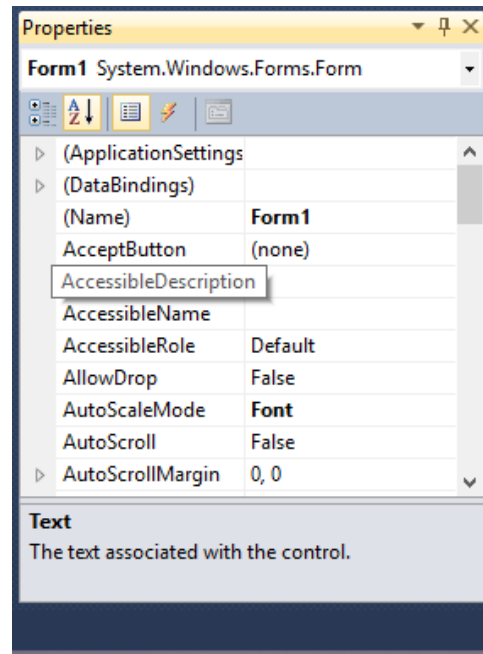 Properties
Form1 System.Windows.Forms.Form
A
Z
(ApplicationSettings
(DataBindings)
(Name) Form1
AcceptButton (none)
AccessibleDescription
AccessibleName
AccessibleRole Default
AllowDrop False
AutoScaleMode Font
AutoScroll False
AutoScrollMargin 0, 0
Text
The text associated with the control.